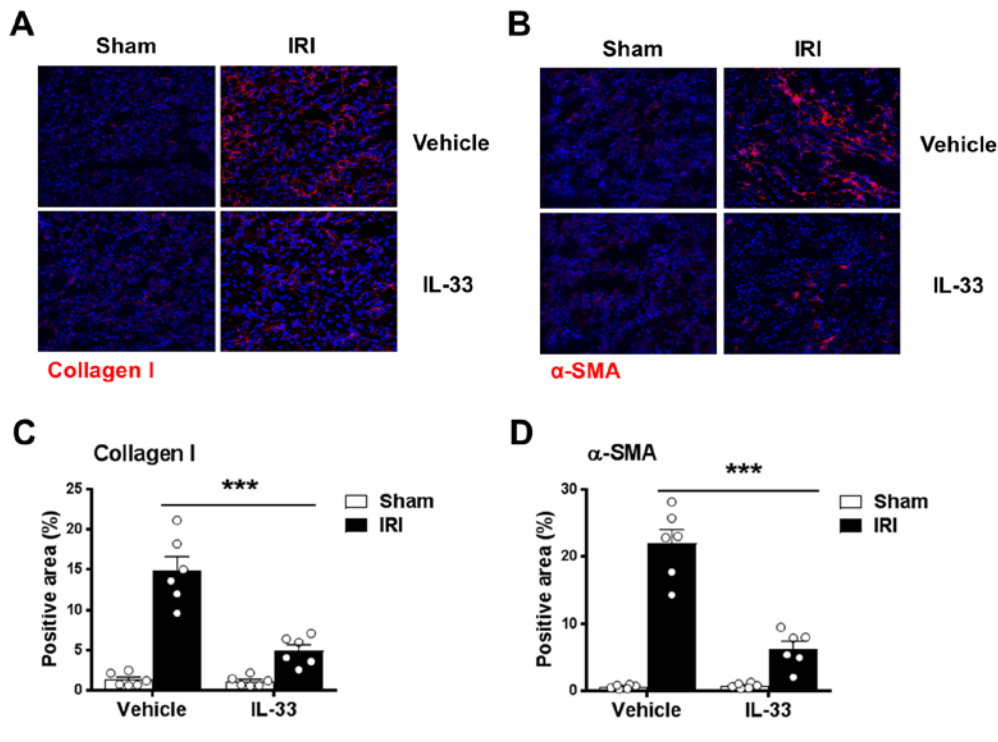 A
Sham IRI
Vehicle
IL-33
Collagen I
B
Sham IRI
Vehicle
IL-33
α-SMA
C
Collagen I
***
Sham
IRI
Positive area (%)
25
20
15
10
5
0
Vehicle IL-33
D
α-SMA
***
Sham
IRI
Positive area (%)
30
20
10
0
Vehicle IL-33